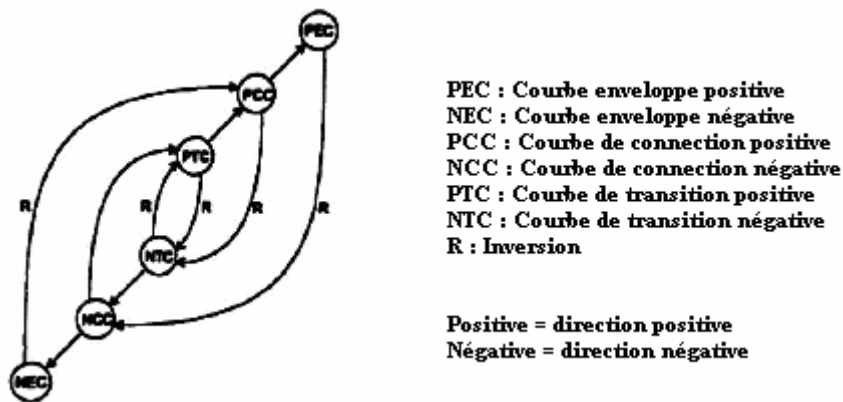 PEC
PCC
PTC
R
R
R
R
R
NTC
NCC
NEC
PEC : Courbe enveloppe positive
NEC : Courbe enveloppe négative
PCC : Courbe de connection positive
NCC : Courbe de connection négative
PTC : Courbe de transition positive
NTC : Courbe de transition négative
R : Inversion
Positive = direction positive
Négative = direction négative